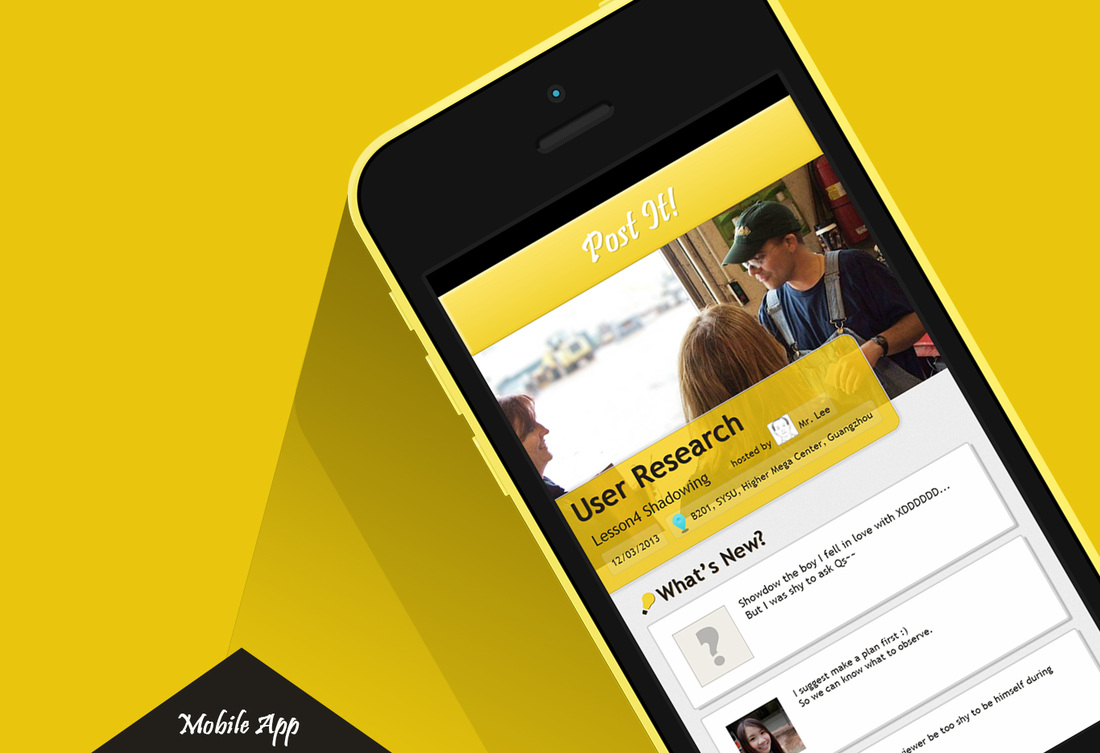 Post It!
User Research
hosted by Mr. Lee
Lesson4 Shadowing
12/03/2013 B201, SYSU, Higher Mega Center, Guangzhou
What's New?
Showdow the boy I fell in love with XDDDDDD...
But I was shy to ask Qs~~
?
I suggest make a plan first :)
So we can know what to observe.
be too shy to be himself during
Mobile App